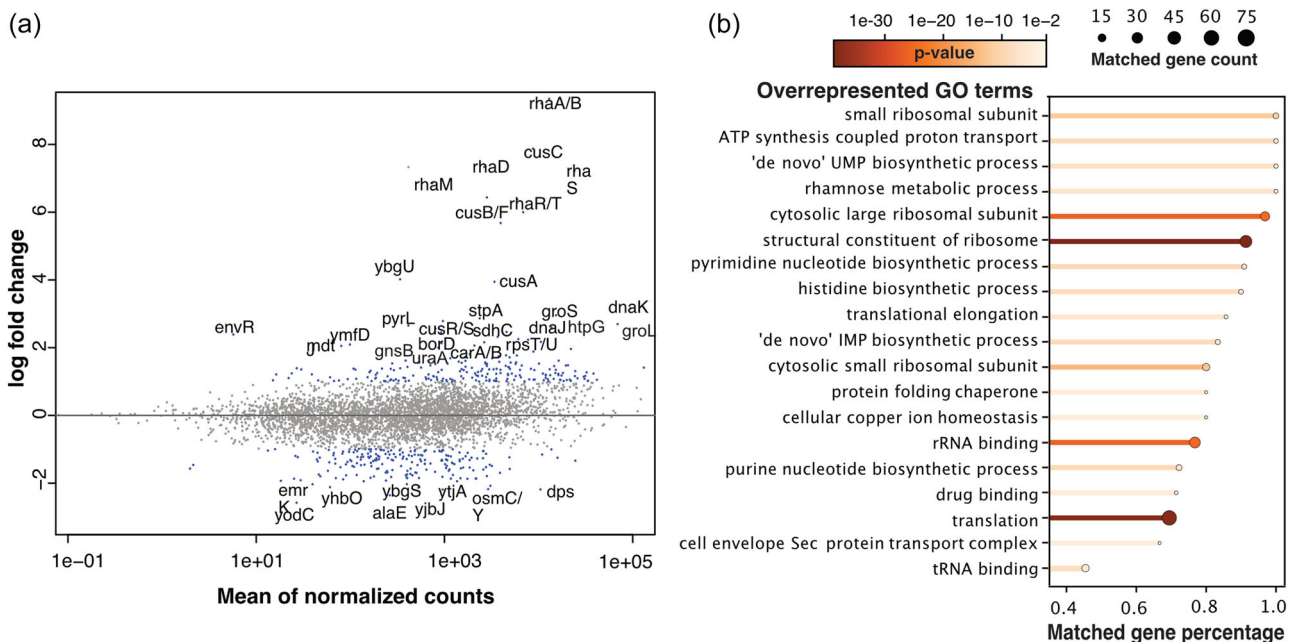 (a)
rhaA/B
cusC
rhaD
rha
S
rhaM
rhaR/T
cusB/F
ybgU
cusA
stpA
groS
dnaK
pyrL
cusR/S
sdhC
dnaJ
htpG
groL
envR
ymfD
mdt
J
borD
rpsT/U
gnsB
uraA
carA/B
emr
K
yodC
yhbO
ybgS
alaE
yjbJ
ytjA
osmC/
Y
dps
log fold change
8
6
4
2
0
−2
1e−01
1e+01
1e+03
1e+05
Mean of normalized counts
(b)
1e-30
1e-20
1e-10
1e-2
p-value
15
30
45
60
75
Matched gene count
Overrepresented GO terms
small ribosomal subunit
ATP synthesis coupled proton transport
'de novo' UMP biosynthetic process
rhamnose metabolic process
cytosolic large ribosomal subunit
structural constituent of ribosome
pyrimidine nucleotide biosynthetic process
histidine biosynthetic process
translational elongation
'de novo' IMP biosynthetic process
cytosolic small ribosomal subunit
protein folding chaperone
cellular copper ion homeostasis
rRNA binding
purine nucleotide biosynthetic process
drug binding
translation
cell envelope Sec protein transport complex
tRNA binding
0.4
0.6
0.8
1.0
Matched gene percentage